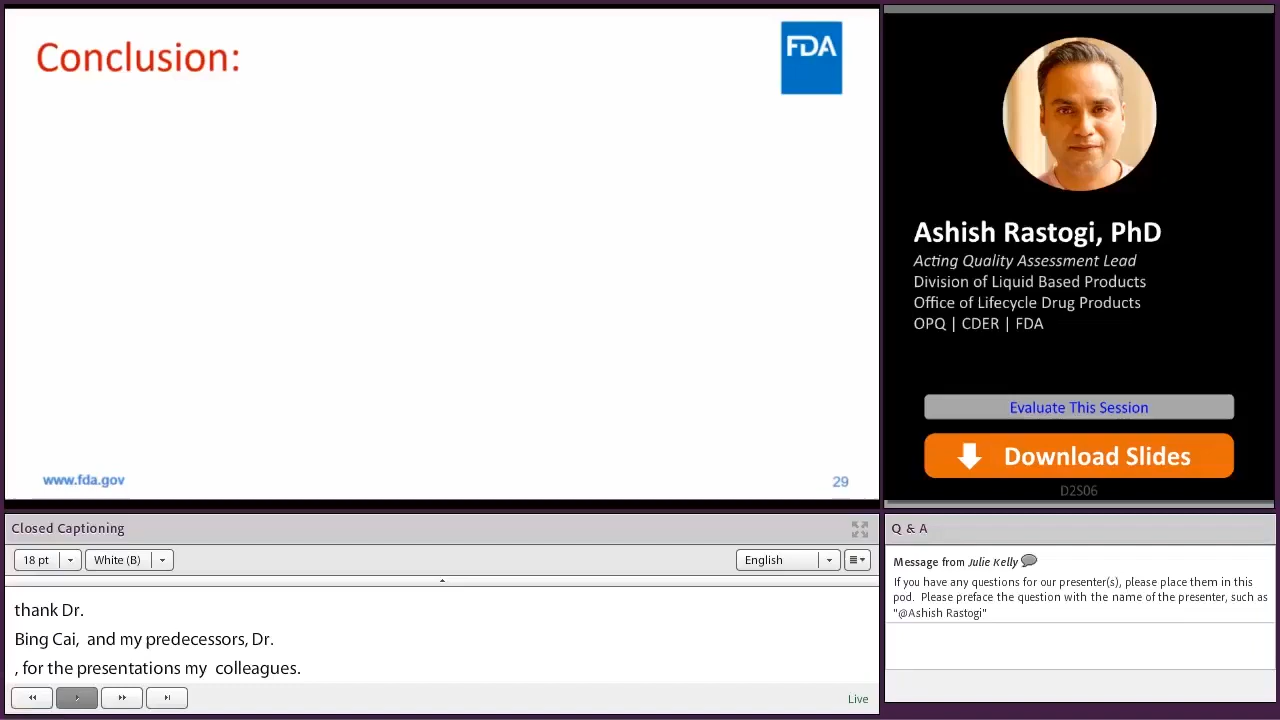 Conclusion:
FDA
www.fda.gov
29
Ashish Rastogi, PhD
Acting Quality Assessment Lead
Division of Liquid Based Products
Office of Lifecycle Drug Products
OPQ | CDER | FDA
Evaluate This Session
Download Slides
D2S06
Closed Captioning
18 pt
White (B)
English
thank Dr.
Bing Cai, and my predecessors, Dr.
, for the presentations my colleagues.
Live
Q & A
Message from Julie Kelly
If you have any questions for our presenter(s), please place them in this
pod. Please preface the question with the name of the presenter, such as
"@Ashish Rastogi"